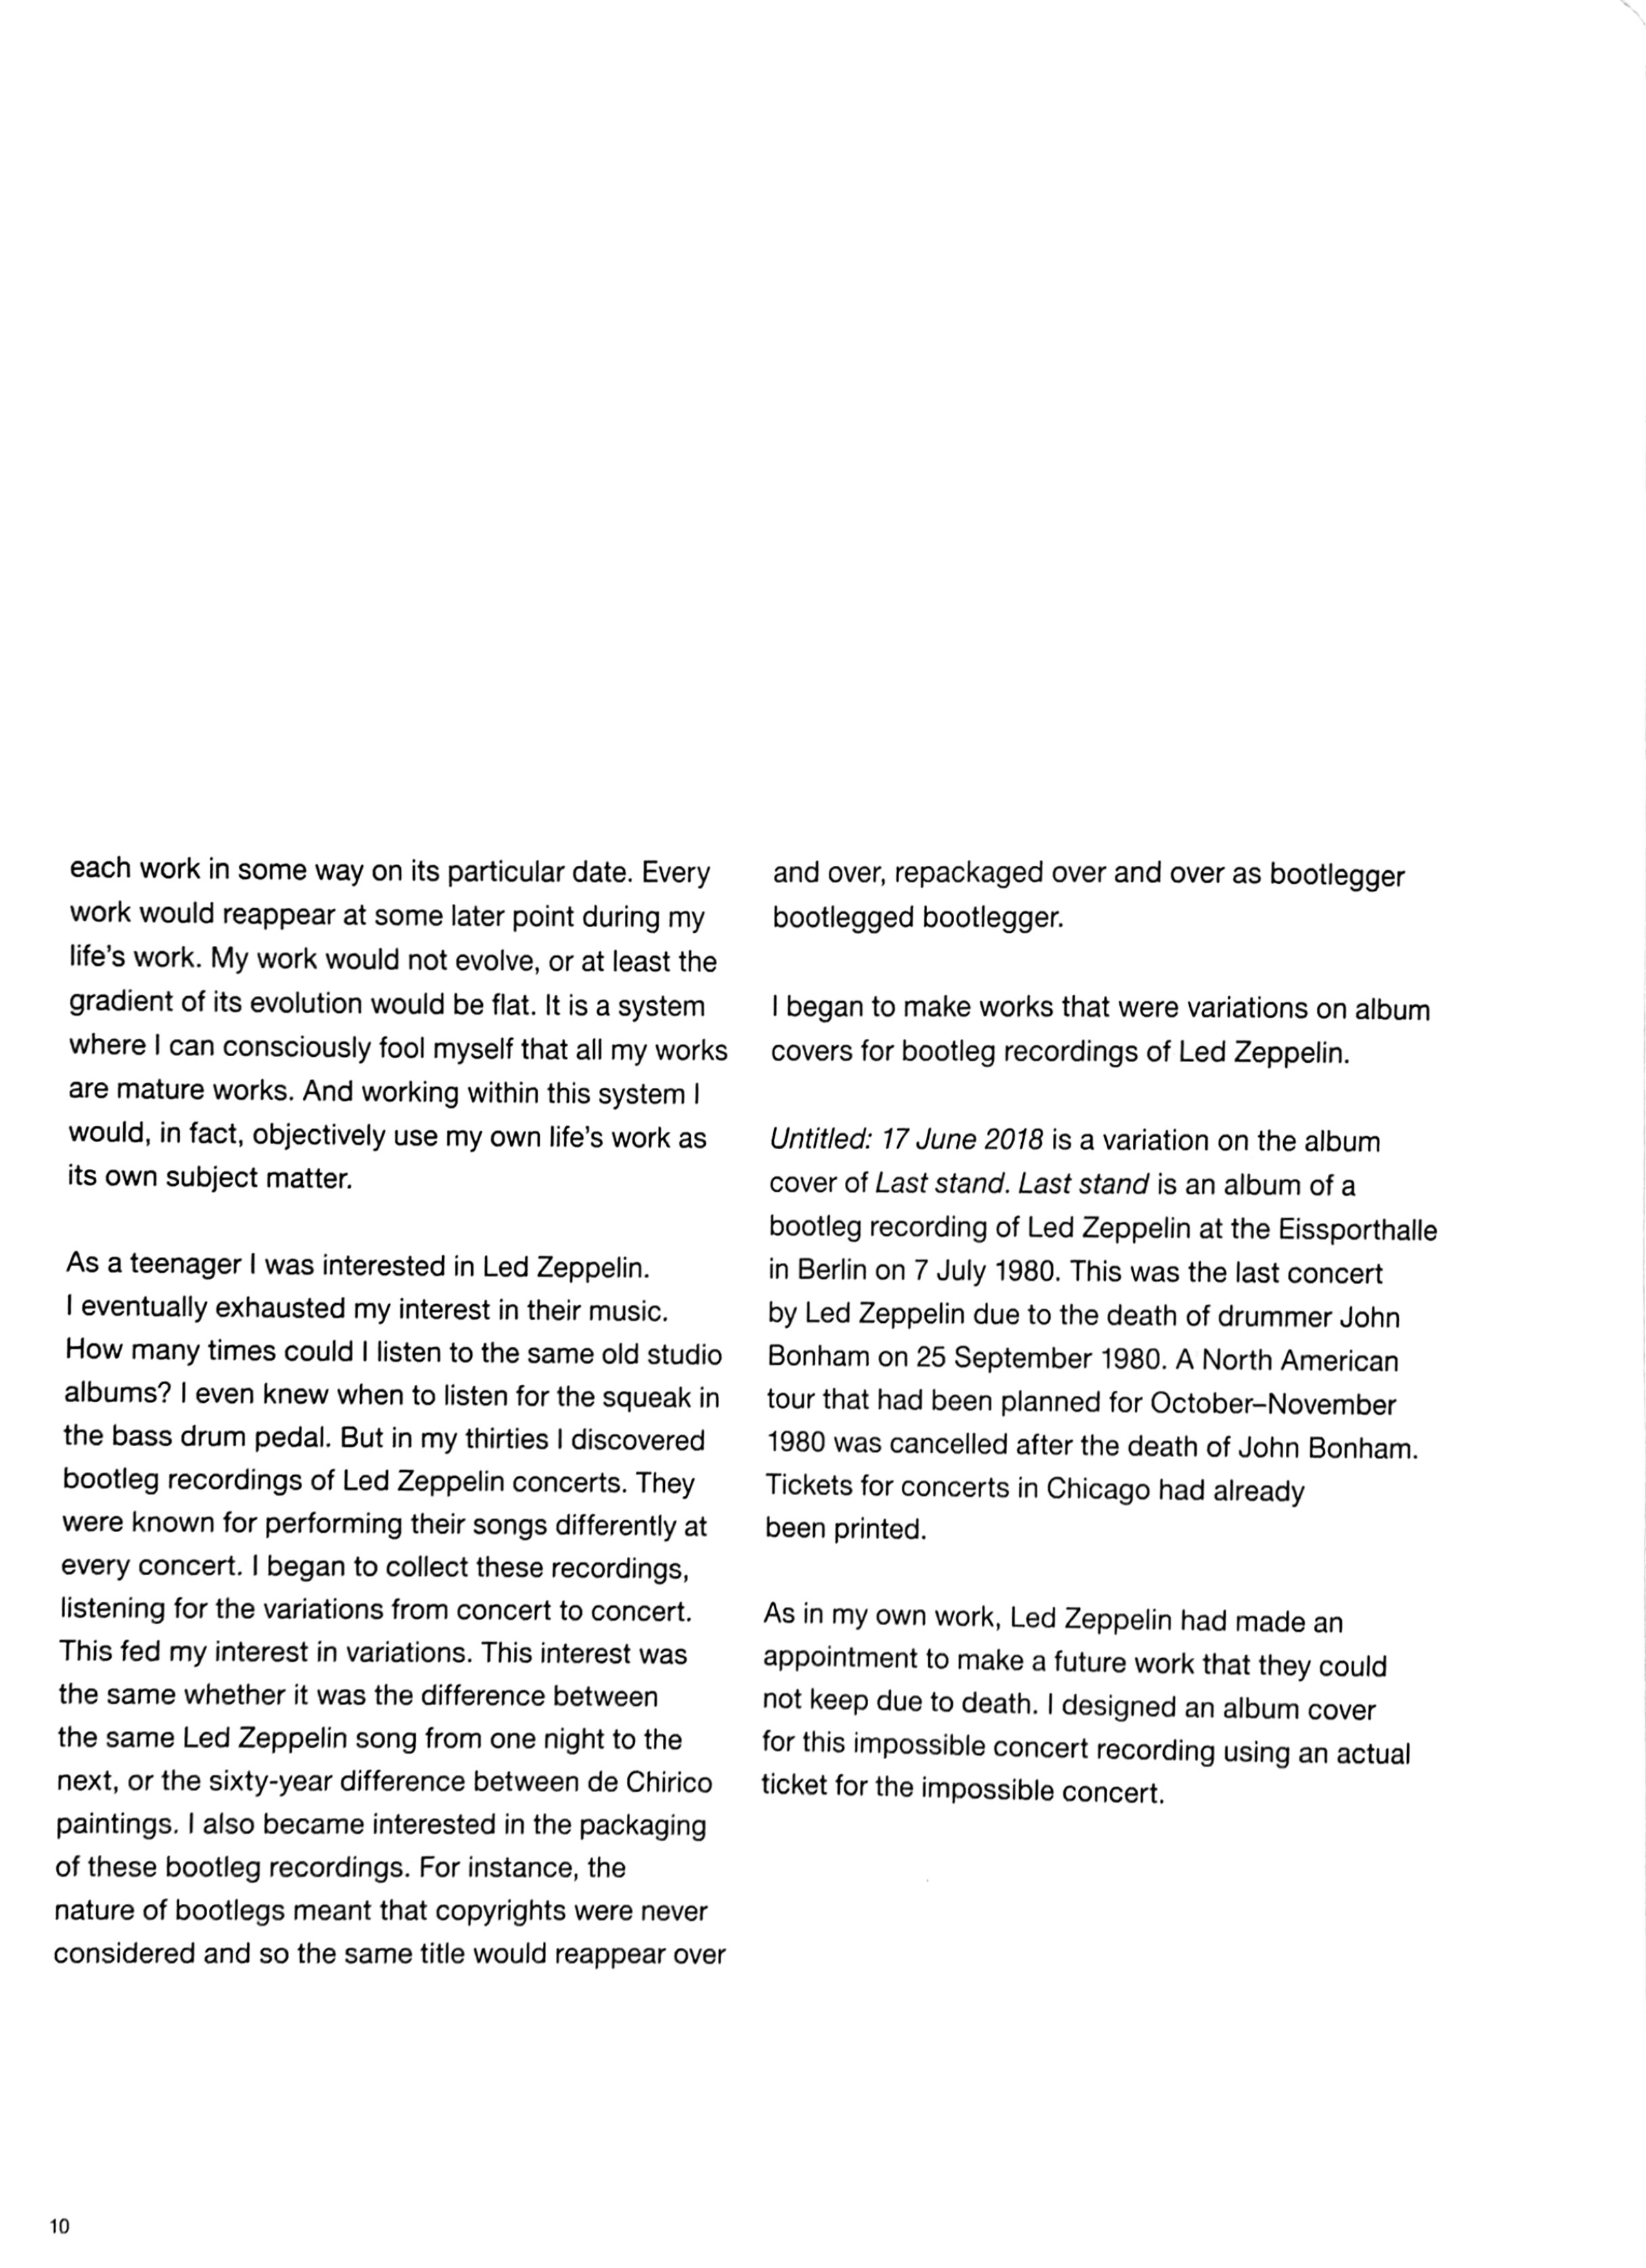 each work in some way on its particular date. Every
work would reappear at some later point during my
life's work. My work would not evolve, or at least the
gradient of its evolution would be flat. It is a system
where I can consciously fool myself that all my works
are mature works. And working within this system I
would, in fact, objectively use my own life's work as
its own subject matter.
As a teenager I was interested in Led Zeppelin.
I eventually exhausted my interest in their music.
How many times could I listen to the same old studio
albums? I even knew when to listen for the squeak in
the bass drum pedal. But in my thirties I discovered
bootleg recordings of Led Zeppelin concerts. They
were known for performing their songs differently at
every concert. I began to collect these recordings,
listening for the variations from concert to concert.
This fed my interest in variations. This interest was
the same whether it was the difference between
the same Led Zeppelin song from one night to the
next, or the sixty-year difference between de Chirico
paintings. I also became interested in the packaging
of these bootleg recordings. For instance, the
nature of bootlegs meant that copyrights were never
considered and so the same title would reappear over
and over, repackaged over and over as bootlegger
bootlegged bootlegger.
I began to make works that were variations on album
covers for bootleg recordings of Led Zeppelin.
Untitled: 17 June 2018 is a variation on the album
cover of Last stand. Last stand is an album of a
bootleg recording of Led Zeppelin at the Eissporthalle
in Berlin on 7 July 1980. This was the last concert
by Led Zeppelin due to the death of drummer John
Bonham on 25 September 1980. A North American
tour that had been planned for October–November
1980 was cancelled after the death of John Bonham.
Tickets for concerts in Chicago had already
been printed.
As in my own work, Led Zeppelin had made an
appointment to make a future work that they could
not keep due to death. I designed an album cover
for this impossible concert recording using an actual
ticket for the impossible concert.
10